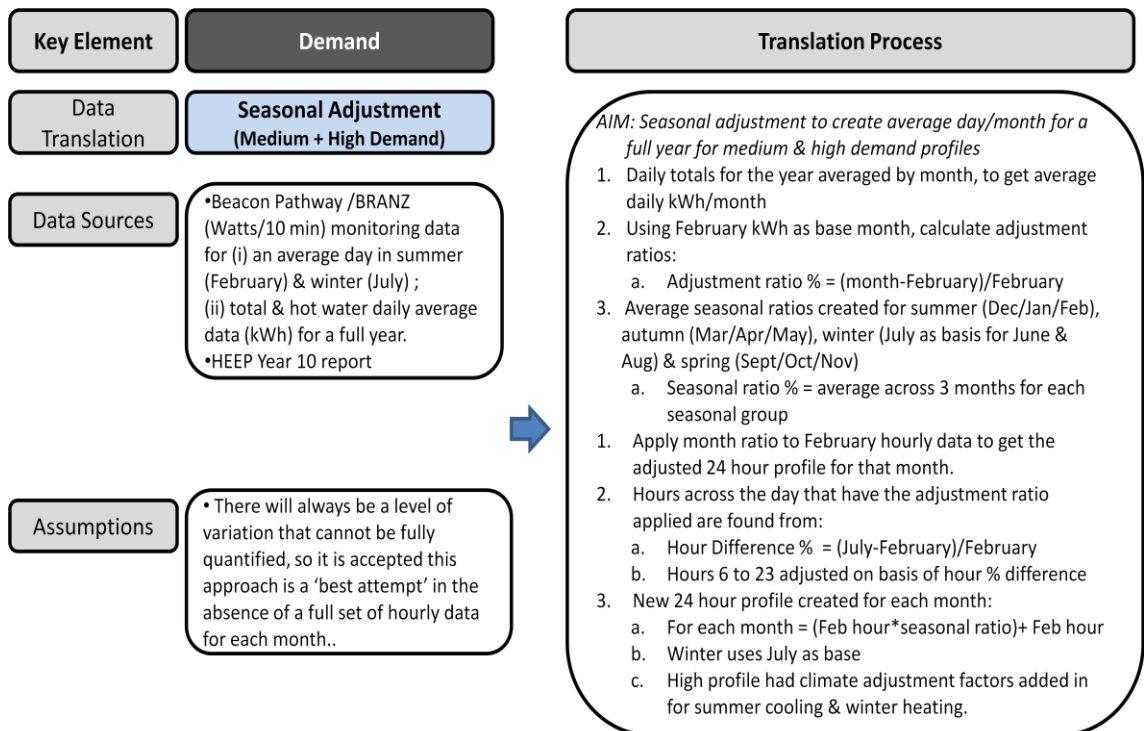 Key Element
Demand
Translation Process
Data
Translation
Seasonal Adjustment
(Medium + High Demand)
Data Sources
•Beacon Pathway /BRANZ
(Watts/10 min) monitoring data
for (i) an average day in summer
(February) & winter (July) ;
(ii) total & hot water daily average
data (kWh) for a full year.
•HEEP Year 10 report
Assumptions
• There will always be a level of
variation that cannot be fully
quantified, so it is accepted this
approach is a ‘best attempt’ in the
absence of a full set of hourly data
for each month..
AIM: Seasonal adjustment to create average day/month for a
full year for medium & high demand profiles
1. Daily totals for the year averaged by month, to get average
daily kWh/month
2. Using February kWh as base month, calculate adjustment
ratios:
a. Adjustment ratio % = (month-February)/February
3. Average seasonal ratios created for summer (Dec/Jan/Feb),
autumn (Mar/Apr/May), winter (July as basis for June &
Aug) & spring (Sept/Oct/Nov)
a. Seasonal ratio % = average across 3 months for each
seasonal group
1. Apply month ratio to February hourly data to get the
adjusted 24 hour profile for that month.
2. Hours across the day that have the adjustment ratio
applied are found from:
a. Hour Difference % = (July-February)/February
b. Hours 6 to 23 adjusted on basis of hour % difference
3. New 24 hour profile created for each month:
a. For each month = (Feb hour*seasonal ratio)+ Feb hour
b. Winter uses July as base
c. High profile had climate adjustment factors added in
for summer cooling & winter heating.